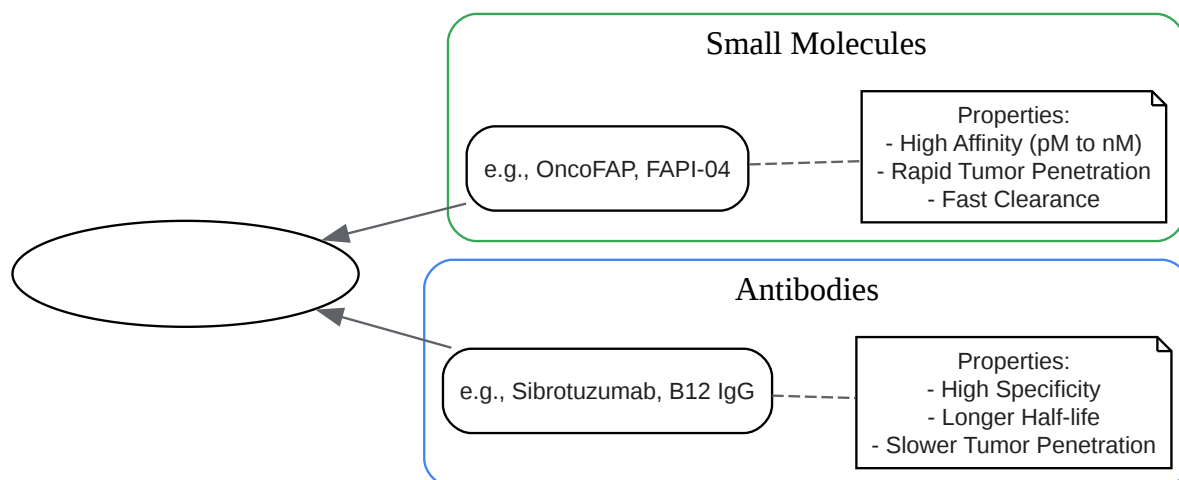 Small Molecules
e.g., OncoFAP, FAPI-04
Properties:
- High Affinity (pM to nM)
- Rapid Tumor Penetration
- Fast Clearance
Antibodies
e.g., Sibrotuzumab, B12 IgG
Properties:
- High Specificity
- Longer Half-life
- Slower Tumor Penetration